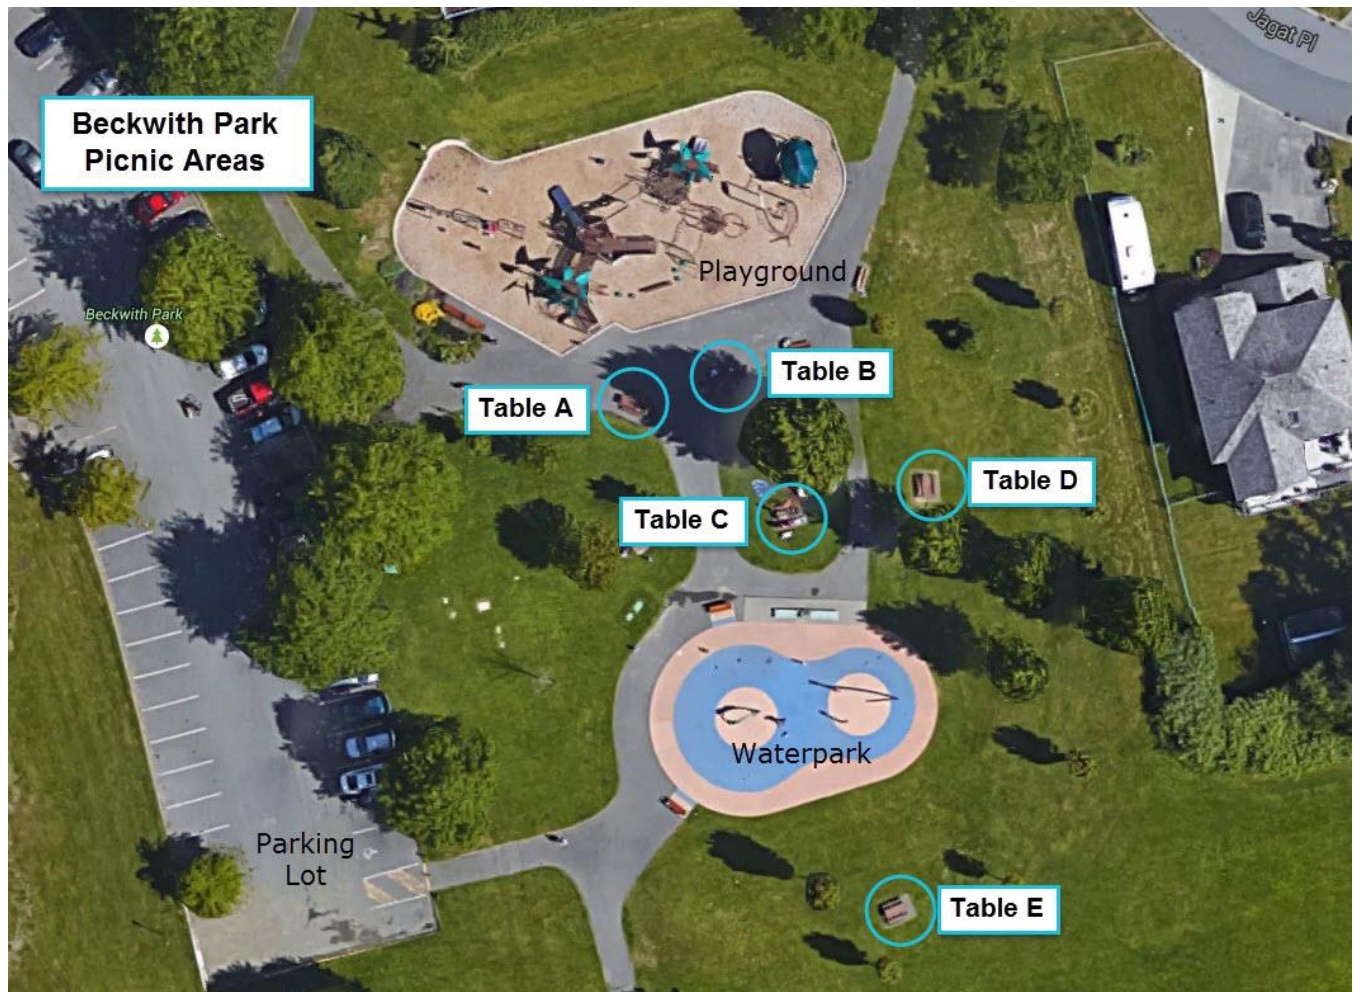 Jagat Pl
Beckwith Park
Picnic Areas
Playground
Beckwith Park
Table B
Table A
Table D
Table C
Waterpark
Parking
Lot
Table E